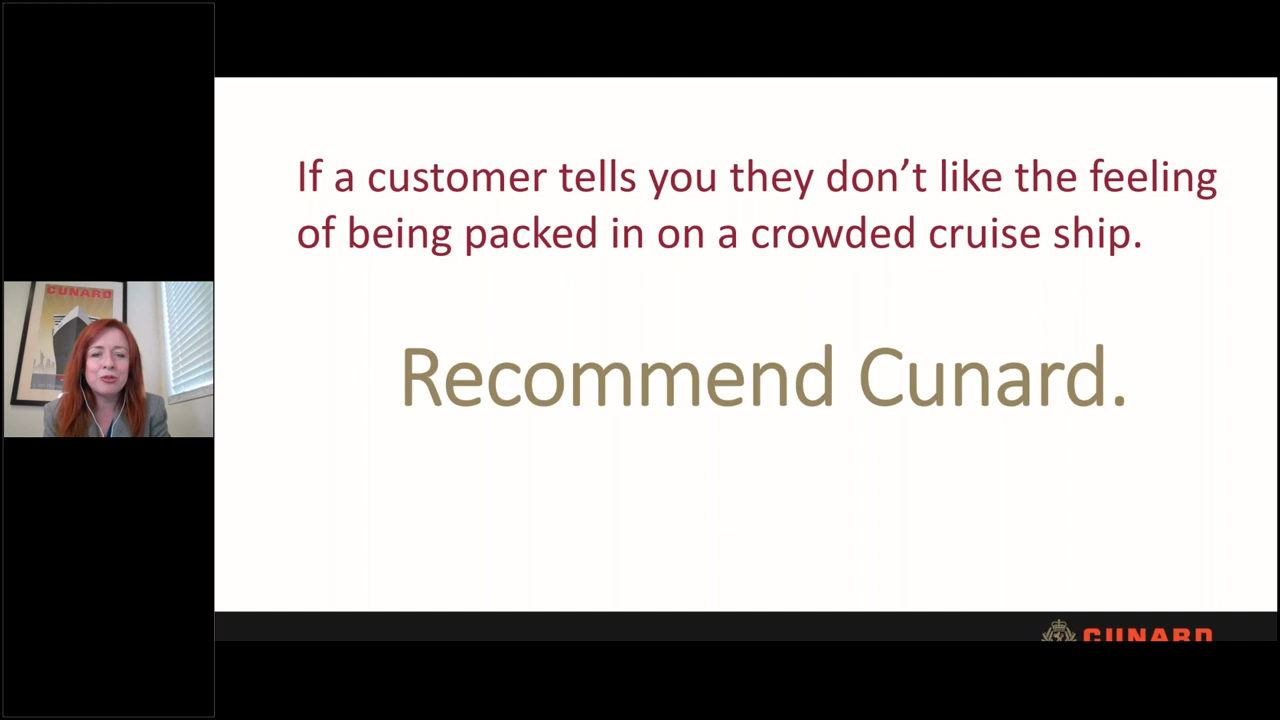 If a customer tells you they don’t like the feeling
of being packed in on a crowded cruise ship.
Recommend Cunard.
CUNARD
CUNARD